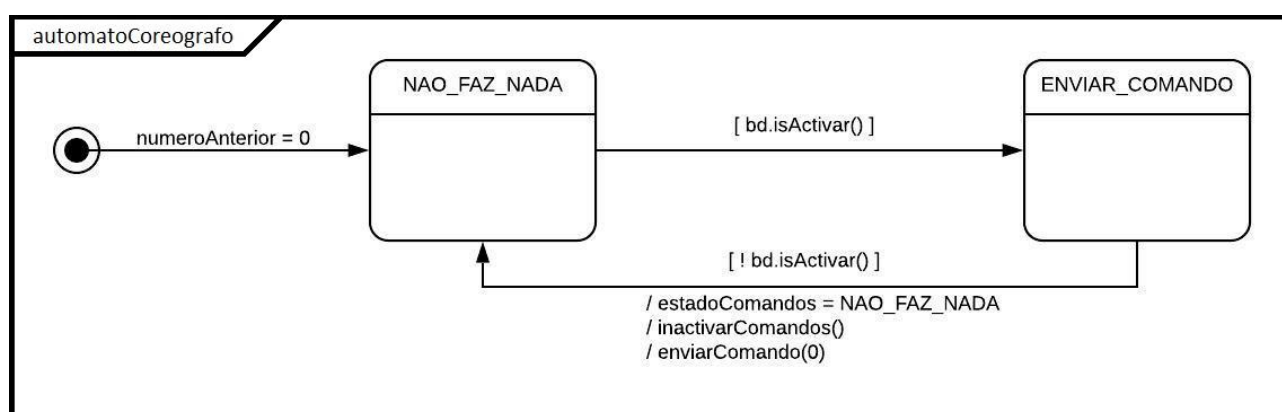 automatoCoreografo
NAO_FAZ_NADA
ENVIAR_COMANDO
numeroAnterior = 0
[ bd.isActivar() ]
[ ! bd.isActivar() ]
/ estadoComandos = NAO_FAZ_NADA
/ inactivarComandos()
/ enviarComando(0)